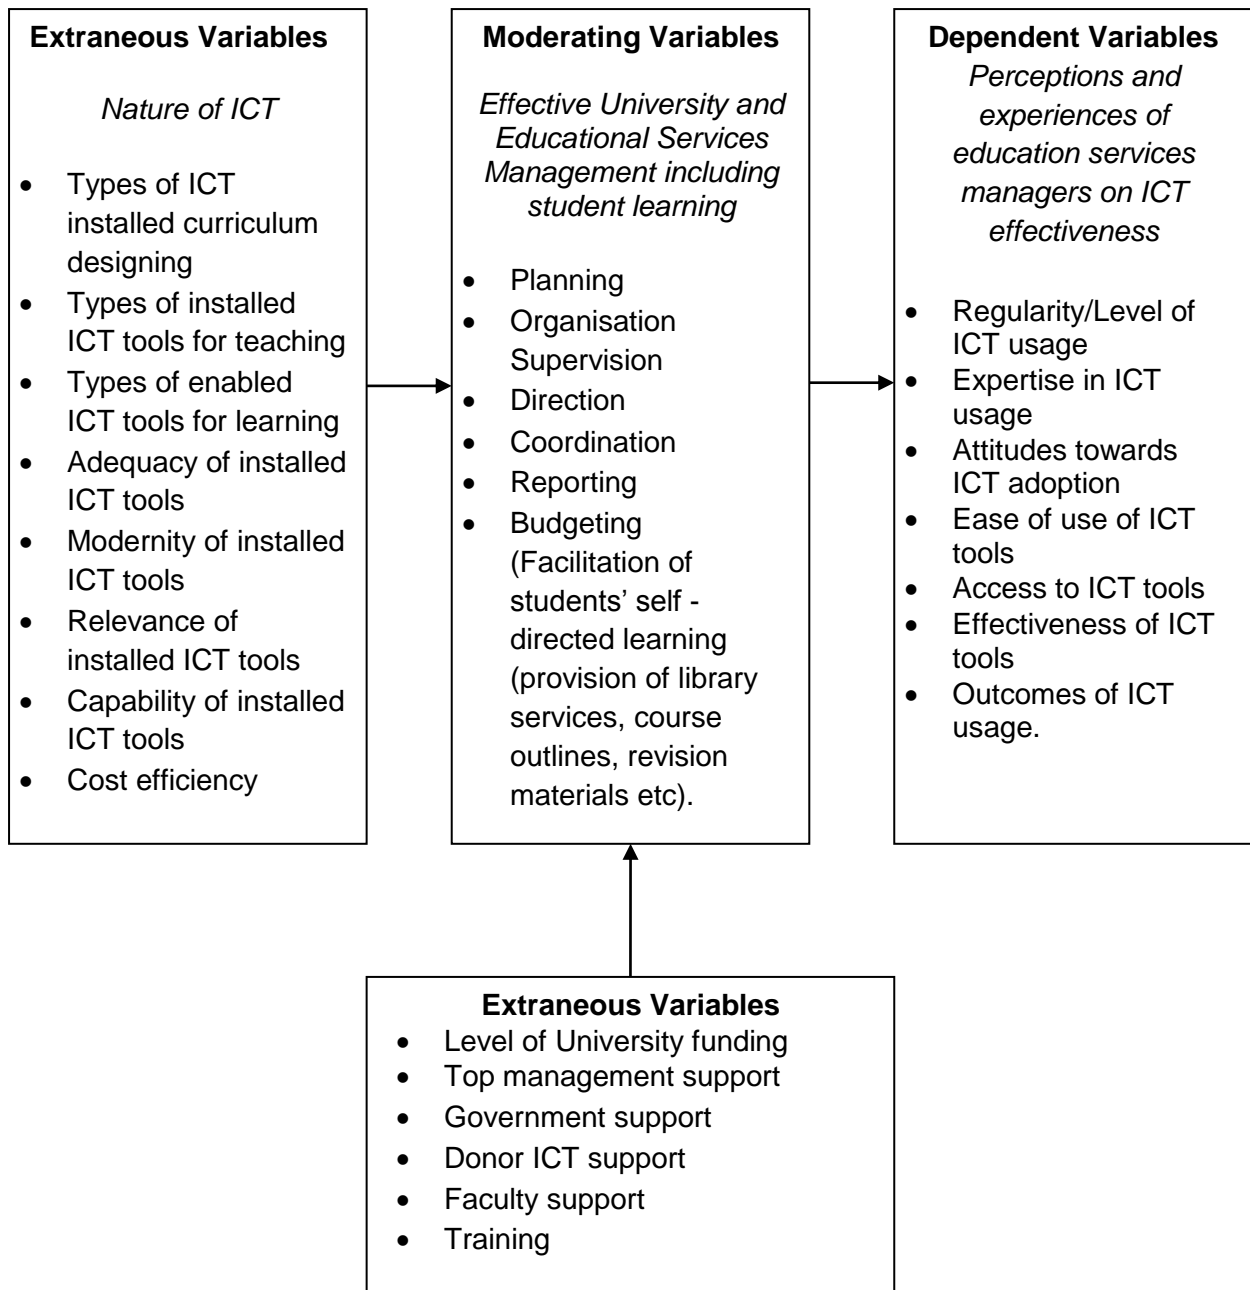 Extraneous Variables
Nature of ICT
• Types of ICT
installed curriculum
designing
• Types of installed
ICT tools for teaching
• Types of enabled
ICT tools for learning
• Adequacy of installed
ICT tools
• Modernity of installed
ICT tools
• Relevance of
installed ICT tools
• Capability of installed
ICT tools
• Cost efficiency
Moderating Variables
Effective University and
Educational Services
Management including
student learning
• Planning
• Organisation
Supervision
• Direction
• Coordination
• Reporting
• Budgeting
(Facilitation of
students’ self -
directed learning
(provision of library
services, course
outlines, revision
materials etc).
Dependent Variables
Perceptions and
experiences of
education services
managers on ICT
effectiveness
• Regularity/Level of
ICT usage
• Expertise in ICT
usage
• Attitudes towards
ICT adoption
• Ease of use of ICT
tools
• Access to ICT tools
• Effectiveness of ICT
tools
• Outcomes of ICT
usage.
Extraneous Variables
• Level of University funding
• Top management support
• Government support
• Donor ICT support
• Faculty support
• Training